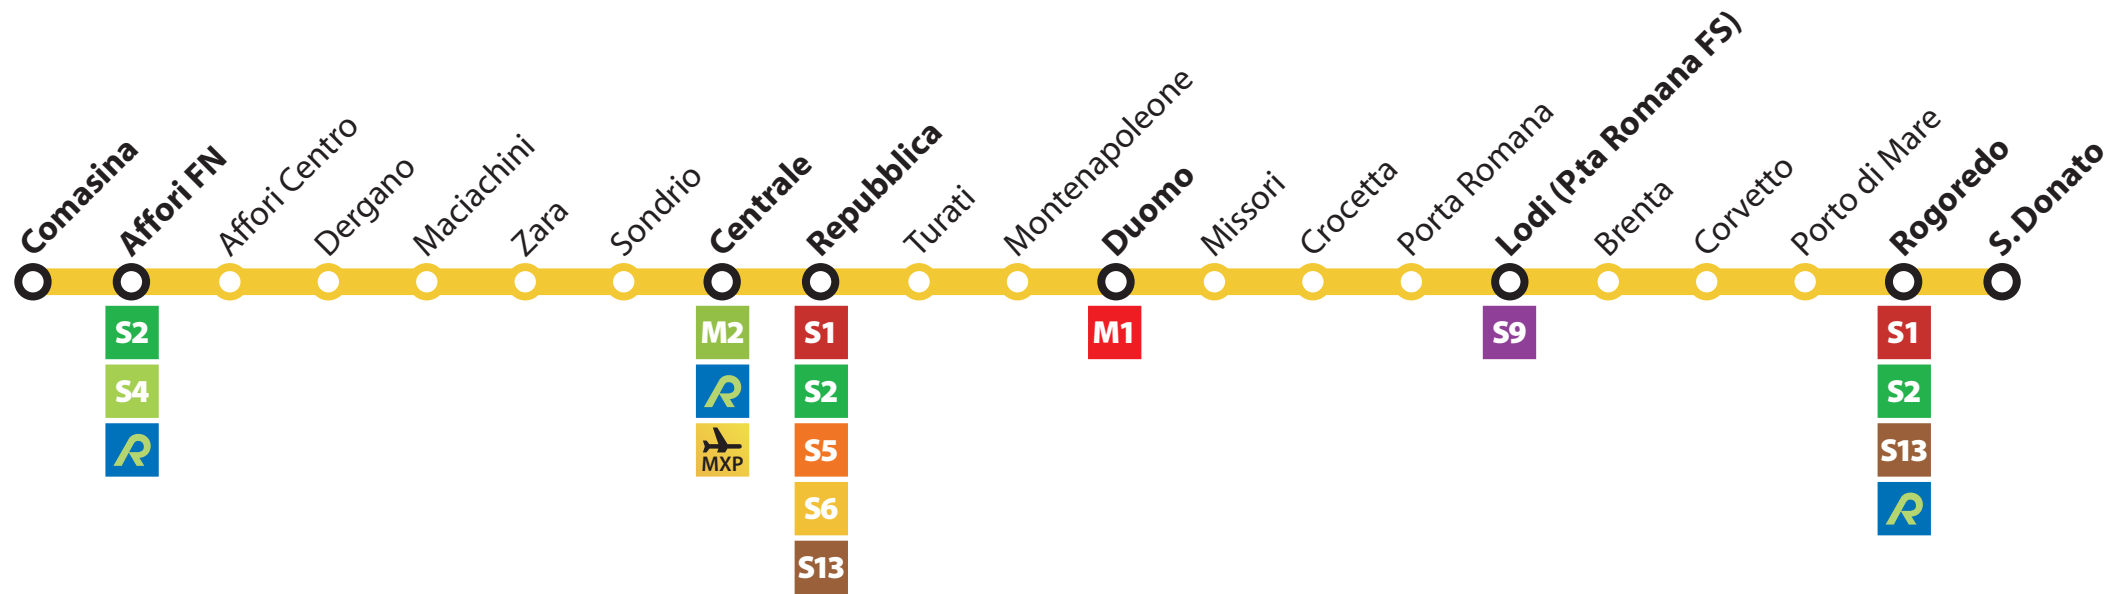 Comasina
Affori FN
Affori Centro
Dergano
Maciachini
Zara
Sondrio
Centrale
Repubblica
Turati
Montenapoleone
Duomo
Missori
Crocetta
Porta Romana
Lodi (P.ta Romana FS)
Brenta
Corvetto
Porto di Mare
Rogoredo
S. Donato
S2
S4
R
M2
R
MXP
S1
S2
S5
S6
S13
M1
S9
S1
S2
S13
R